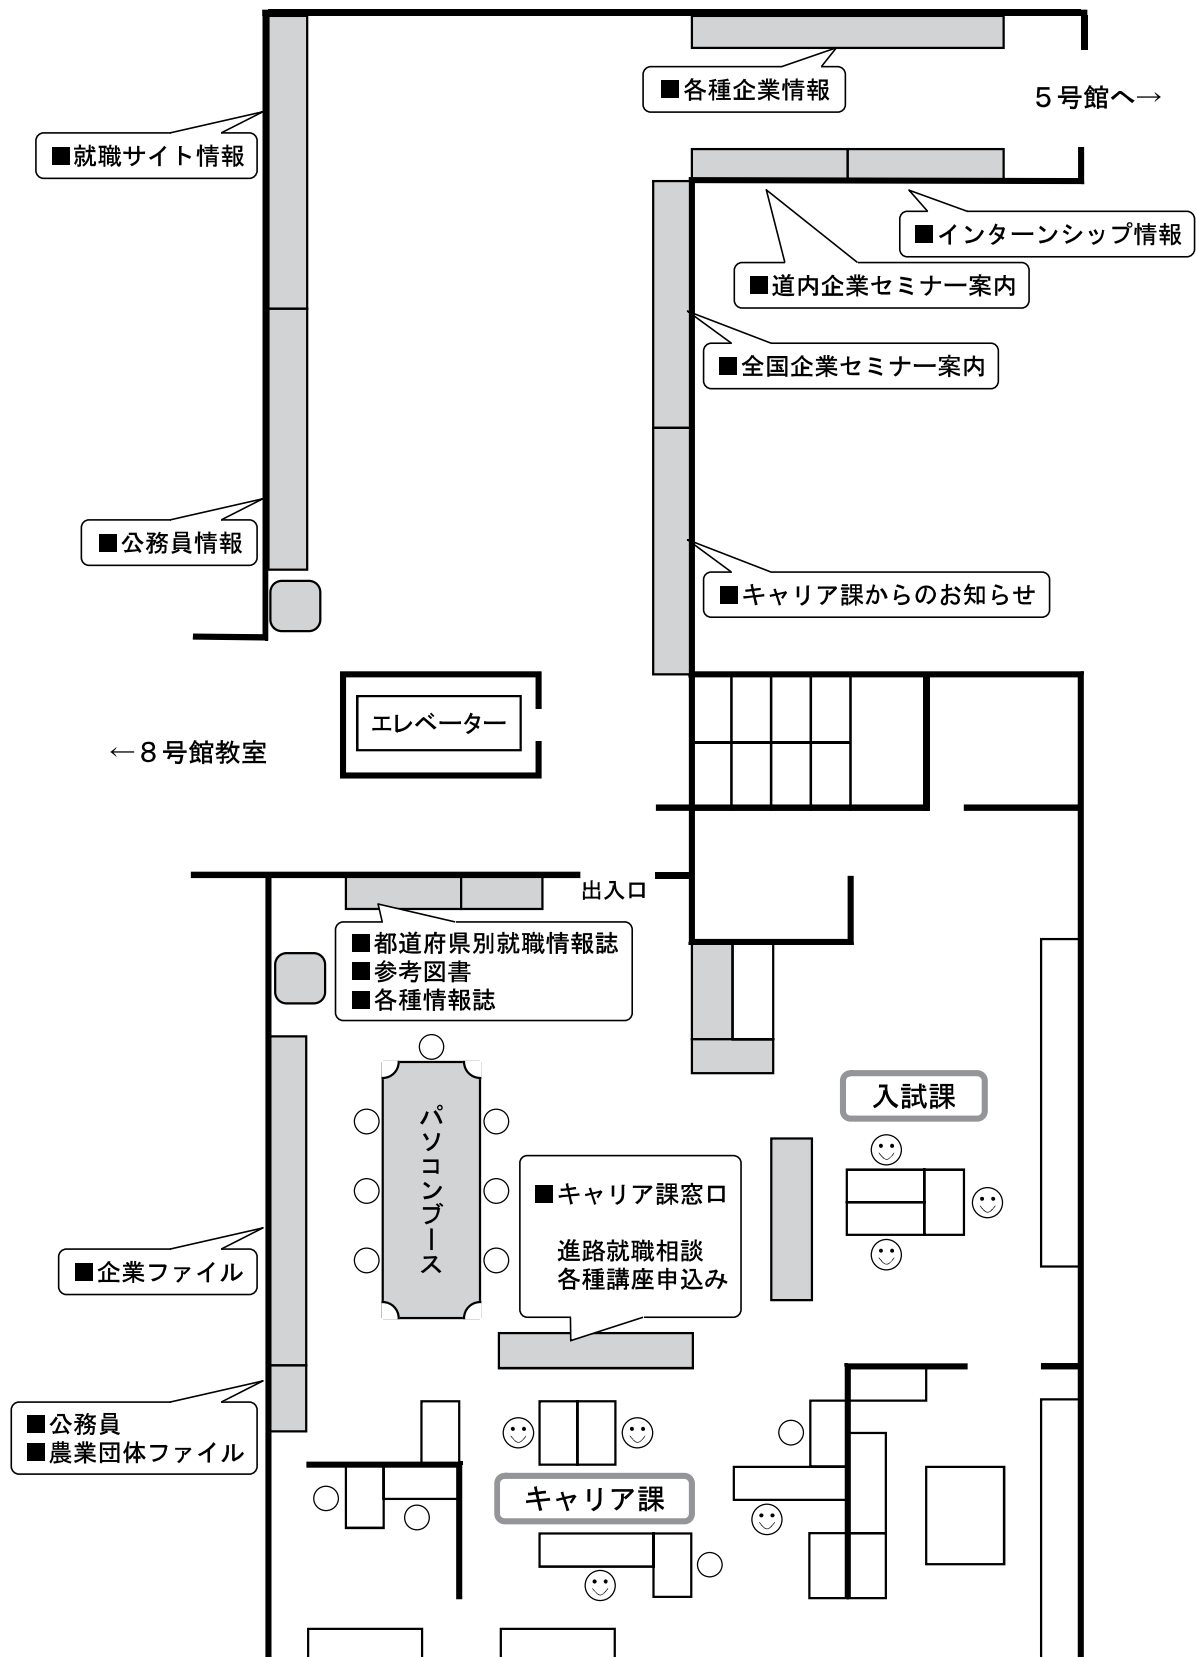 ■各種企業情報
5号館へ→
■就職サイト情報
■インターンシップ情報
■道内企業セミナー案内
■全国企業セミナー案内
■公務員情報
■キャリア課からのお知らせ
エレベーター
←8号館教室
出入口
■都道府県別就職情報誌
■参考図書
■各種情報誌
入試課
パソコンブース
■キャリア課窓口
進路就職相談
各種講座申込み
■企業ファイル
■公務員
■農業団体ファイル
キャリア課